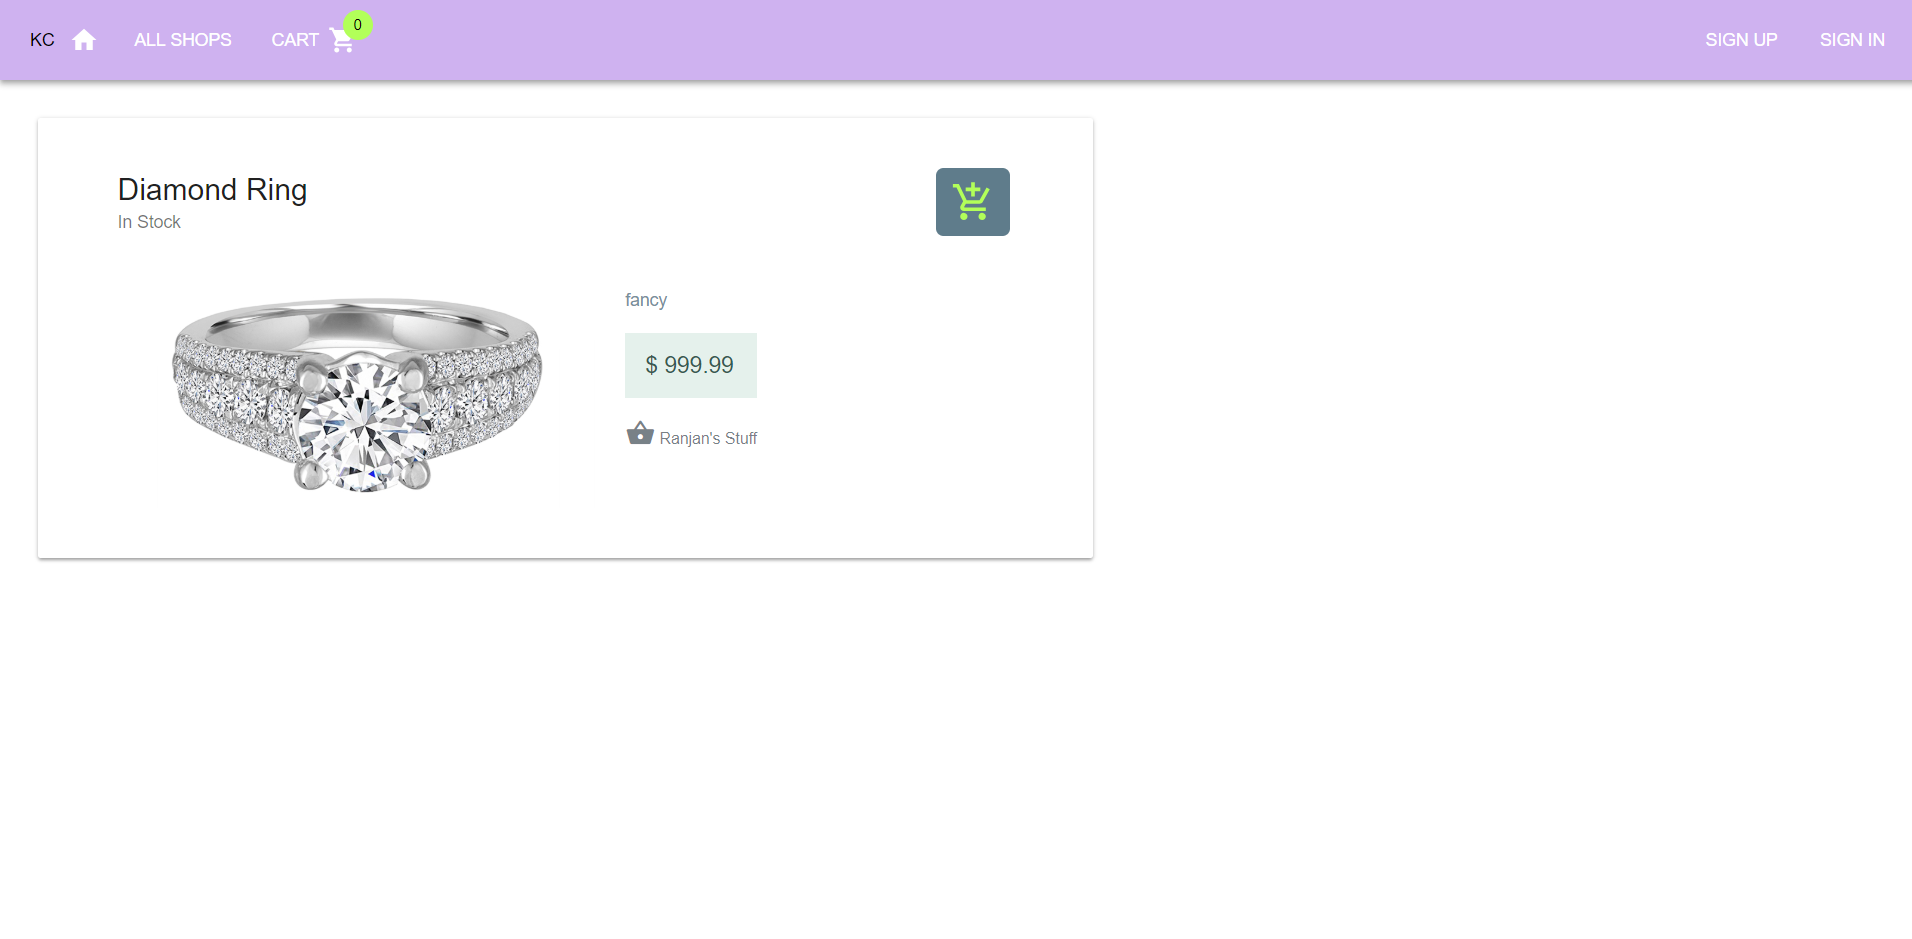 KC ALL SHOPS CART 0 SIGN UP SIGN IN
Diamond Ring
In Stock
fancy
$ 999.99
Ranjan's Stuff